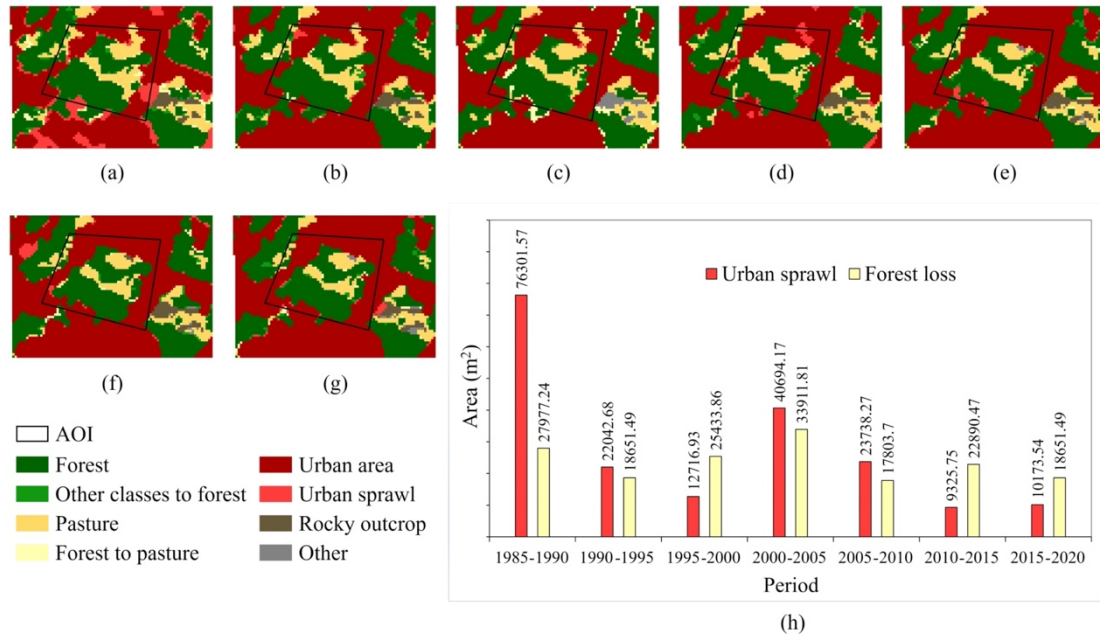 (a)
(b)
(c)
(d)
(e)
(f)
(g)
AOI
Forest
Urban area
Other classes to forest
Urban sprawl
Pasture
Rocky outcrop
Forest to pasture
Other
Area (m²)
Urban sprawl
Forest loss
76301.57
27977.24
22042.68
18651.49
12716.93
25433.86
40694.17
33911.81
23738.27
17803.7
9325.75
22890.47
10173.54
18651.49
1985-1990
1990-1995
1995-2000
2000-2005
2005-2010
2010-2015
2015-2020
Period
(h)